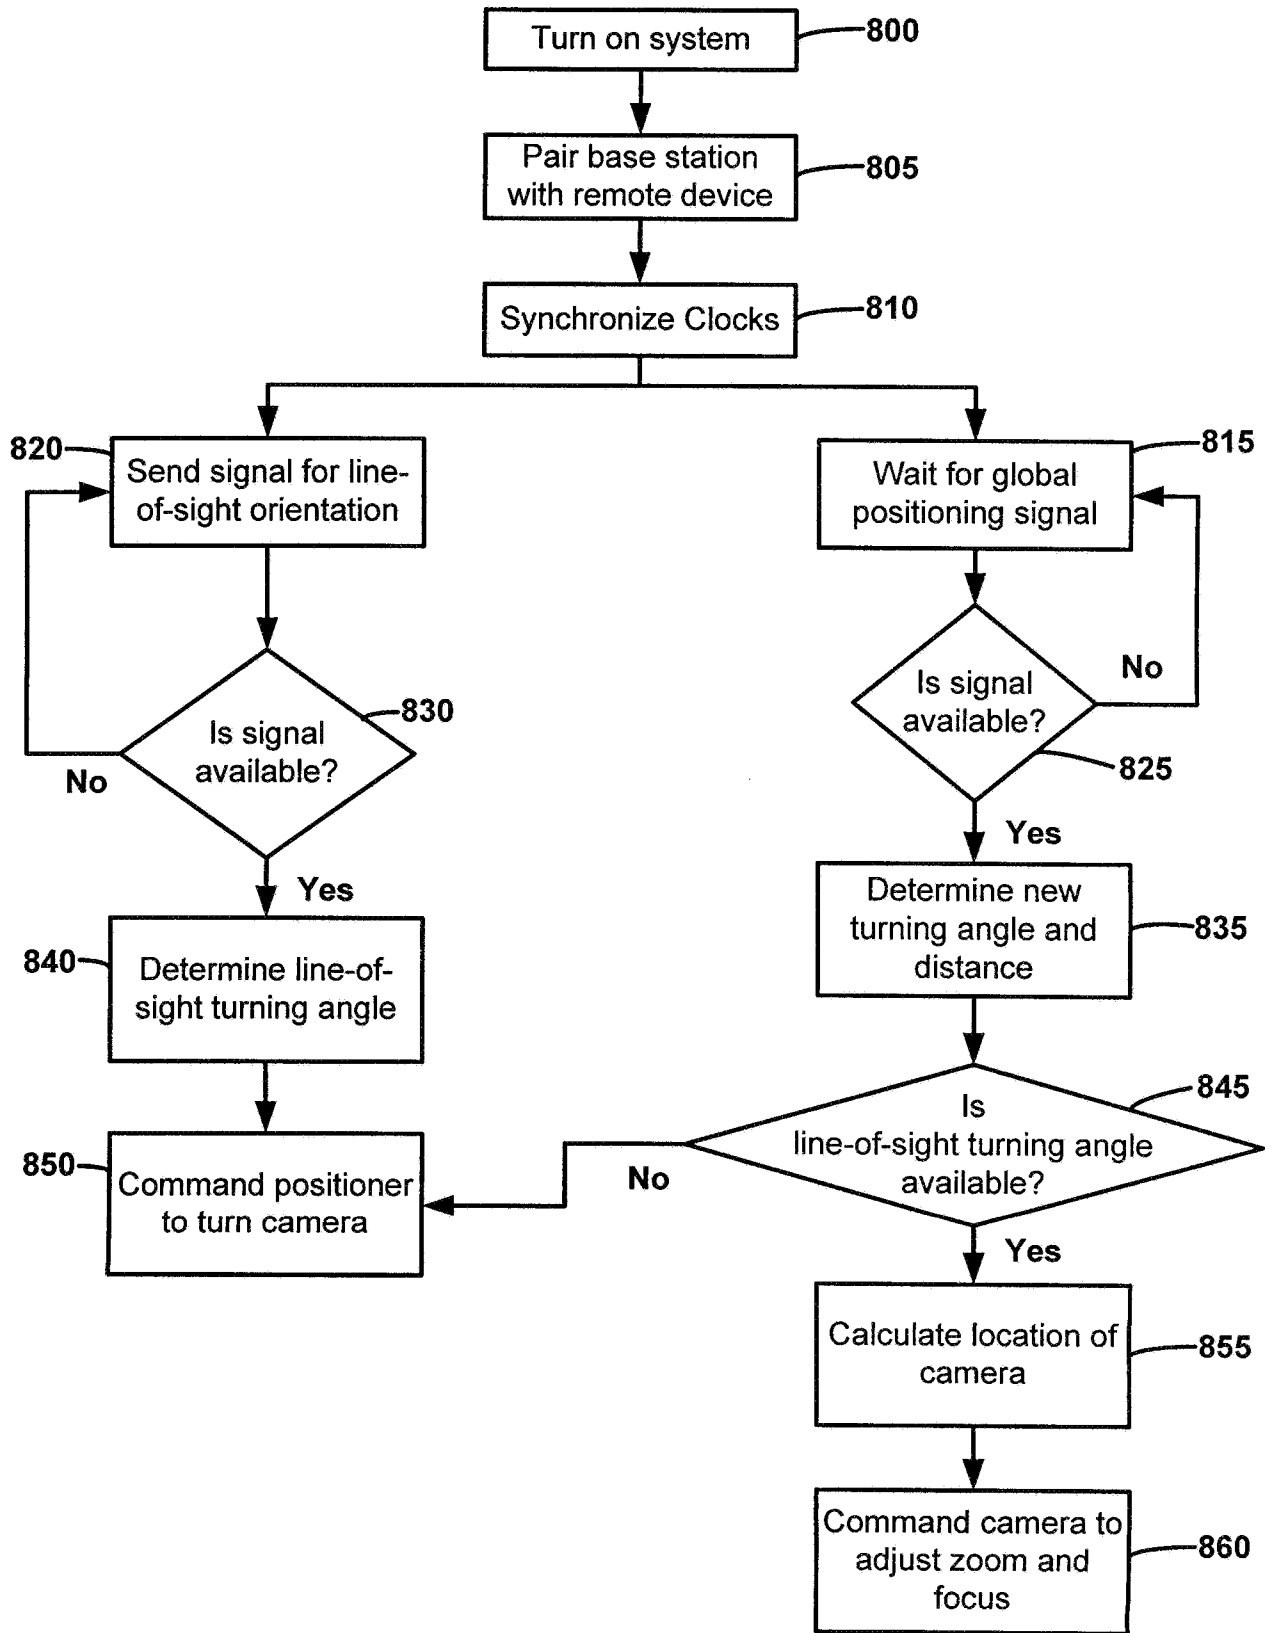 Turn on system
800
Pair base station
with remote device
805
Synchronize Clocks
810
820
Send signal for line-
of-sight orientation
815
Wait for global
positioning signal
830
Is signal
available?
No
Is signal
available?
No
825
Yes
Yes
840
Determine line-of-
sight turning angle
Determine new
turning angle and
distance
835
850
Command positioner
to turn camera
845
Is
line-of-sight turning angle
available?
No
Yes
Calculate location of
camera
855
Command camera to
adjust zoom and
focus
860